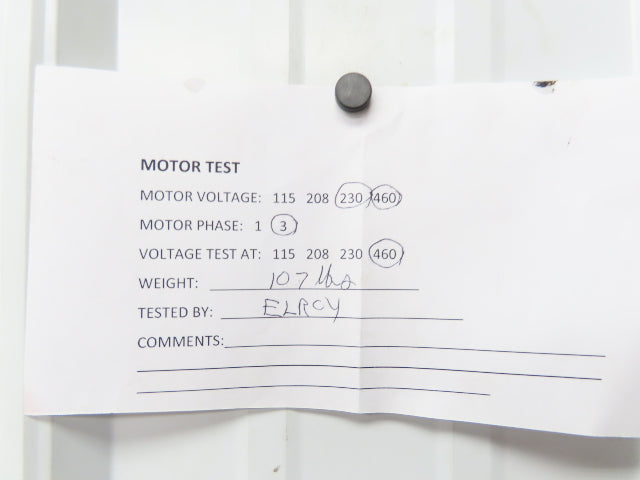 MOTOR TEST
MOTOR VOLTAGE: 115 208 230 460
MOTOR PHASE: 1 3
VOLTAGE TEST AT: 115 208 230 460
WEIGHT: 107 lbs
TESTED BY: ELROY
COMMENTS: